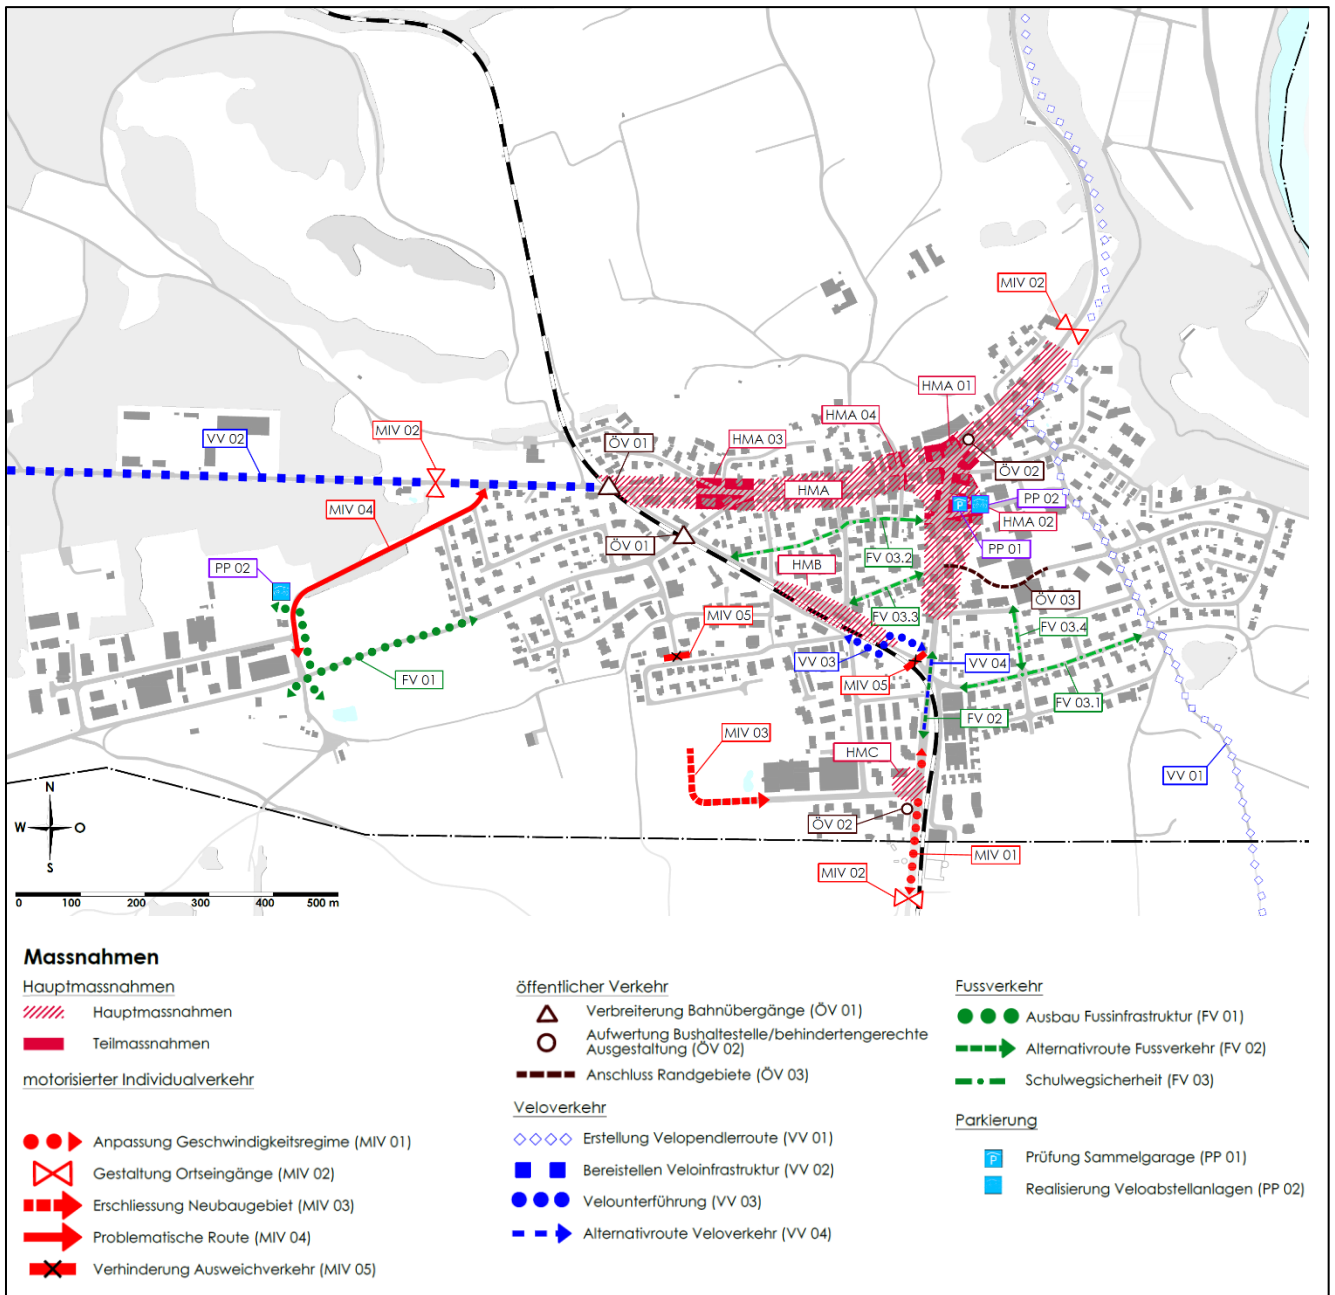 MIV 02
HMA 01
HMA 04
VV 02
MIV 02
ÖV 01
HMA 03
ÖV 02
HMA
PP 02
HMA 02
MIV 04
ÖV 01
FV 03.2
PP 01
PP 02
HMB
ÖV 03
FV 03.3
FV 03.4
MIV 05
VV 03
VV 04
FV 01
MIV 05
FV 03.1
FV 02
MIV 03
HMC
VV 01
N
W
O
S
ÖV 02
MIV 01
MIV 02
0 100 200 300 400 500 m
Massnahmen
Hauptmassnahmen
Hauptmassnahmen
Teilmassnahmen
motorisierter Individualverkehr
Anpassung Geschwindigkeitsregime (MIV 01)
Gestaltung Ortseingänge (MIV 02)
Erschliessung Neubaugebiet (MIV 03)
Problematische Route (MIV 04)
Verhinderung Ausweichverkehr (MIV 05)
öffentlicher Verkehr
Verbreiterung Bahnübergänge (ÖV 01)
Aufwertung Bushaltestelle/behindertengerechte
Ausgestaltung (ÖV 02)
Anschluss Randgebiete (ÖV 03)
Veloverkehr
Erstellung Velopendlerroute (VV 01)
Bereistellen Veloinfrastruktur (VV 02)
Velounterführung (VV 03)
Alternativroute Veloverkehr (VV 04)
Fussverkehr
Ausbau Fussinfrastruktur (FV 01)
Alternativroute Fussverkehr (FV 02)
Schulwegsicherheit (FV 03)
Parkierung
P
Prüfung Sammelgarage (PP 01)
Realisierung Veloabstellanlagen (PP 02)